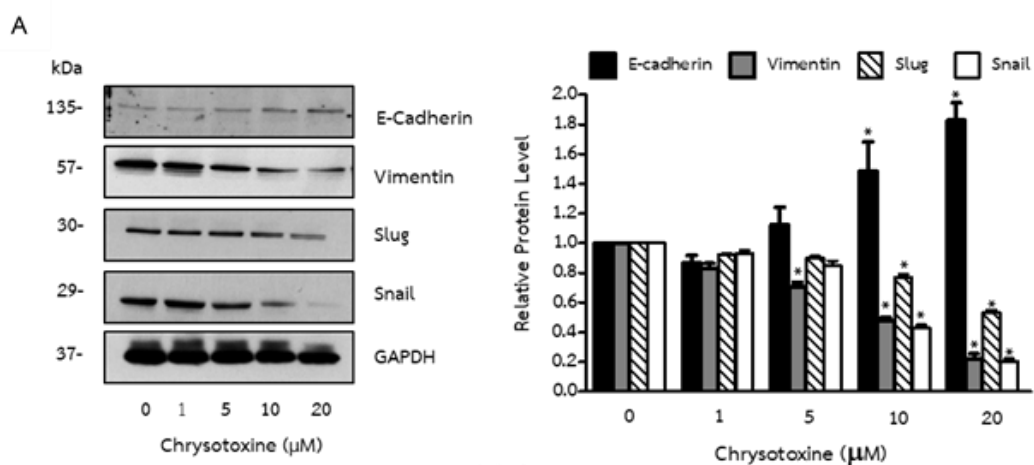 A
kDa
135-
E-Cadherin
57-
Vimentin
30-
Slug
29-
Snail
37-
GAPDH
0 1 5 10 20
Chrysotoxine (µM)
E-cadherin Vimentin Slug Snail
Relative Protein Level
2.0
1.8
1.6
1.4
1.2
1.0
0.8
0.6
0.4
0.2
0.0
* * * * * * * * *
0 1 5 10 20
Chrysotoxine (µM)